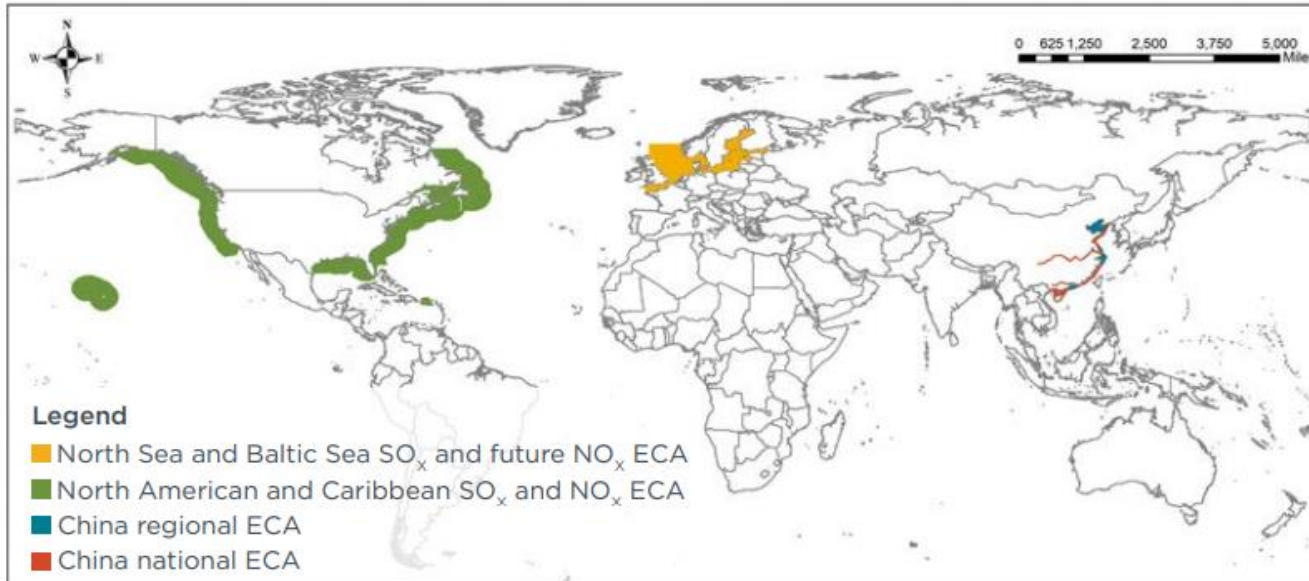 N
W E
S
0 625 1,250 2,500 3,750 5,000
Mile
Legend
North Sea and Baltic Sea SOₓ and future NOₓ ECA
North American and Caribbean SOₓ and NOₓ ECA
China regional ECA
China national ECA